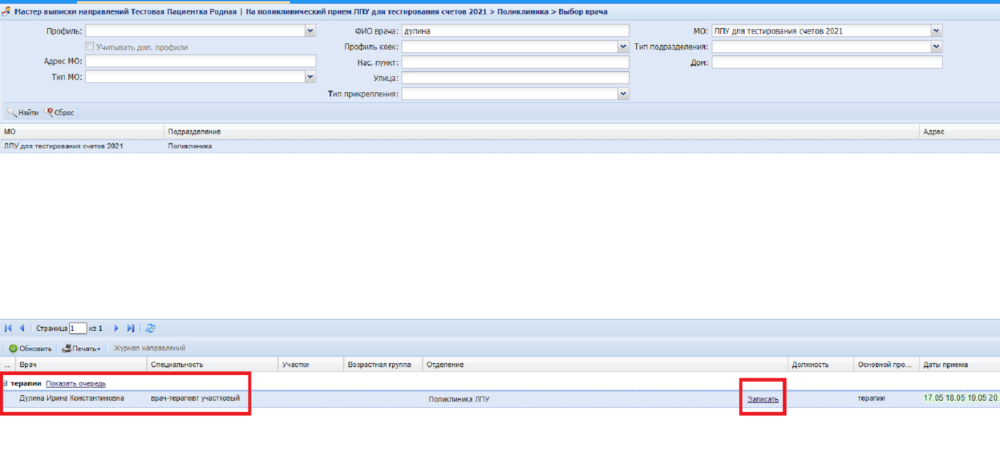 Мастер выписки направлений Тестовая Пациентка Родная | На поликлинический прием ЛПУ для тестирования счетов 2021 > Поликлиника > Выбор врача
Профиль: ФИО врача: дулина МО: ЛПУ для тестирования счетов 2021
Учитывать доп. профили Профиль коек: Тип подразделения:
Адрес МО: Нас. пункт: Дом:
Тип МО: Улица:
Тип прикрепления:
Найти Сброс
МО Подразделение Адрес
ЛПУ для тестирования счетов 2021 Поликлиника
Страница 1 из 1
Обновить Печать Журнал направлений
... Врач Специальность Участки Возрастная группа Отделение Должность Основной про... Даты приема
терапии Показать очередь
Дулина Ирина Константиновна врач-терапевт участковый Поликлиника ЛПУ Записать терапии 17.05 18.05 19.05 20.